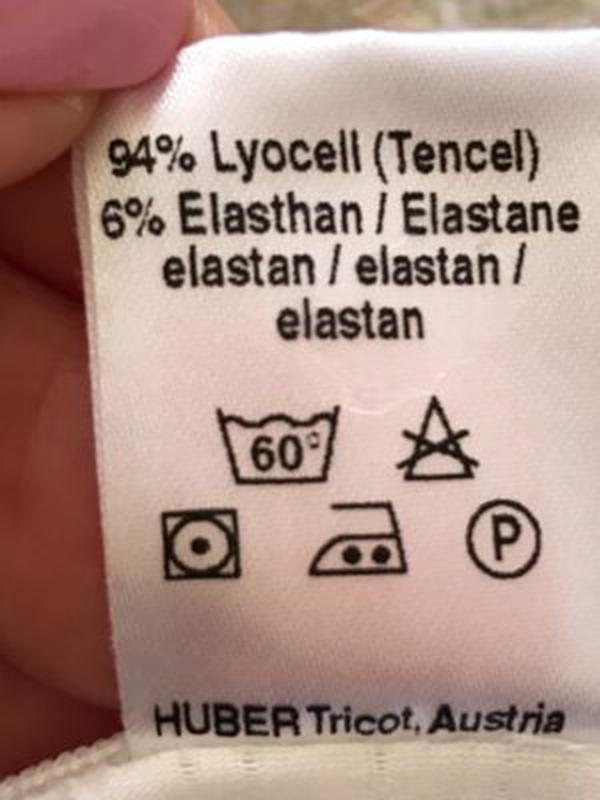 94% Lyocell (Tencel)
6% Elasthan / Elastane
elastan / elastan /
elastan
60°
P
HUBER Tricot, Austria